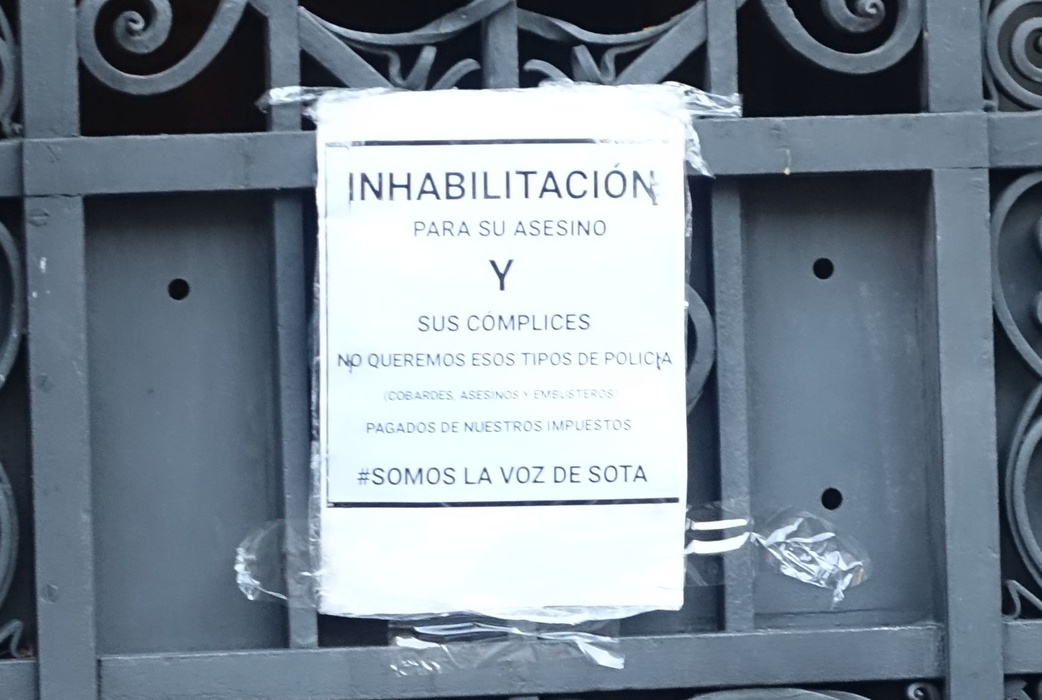 INHABILITACIÓN
PARA SU ASESINO
Y
SUS CÓMPLICES
NO QUEREMOS ESOS TIPOS DE POLICIA
(COBARDES, ASESINOS Y EMBUSTEROS)
PAGADOS DE NUESTROS IMPUESTOS
#SOMOS LA VOZ DE SOTA